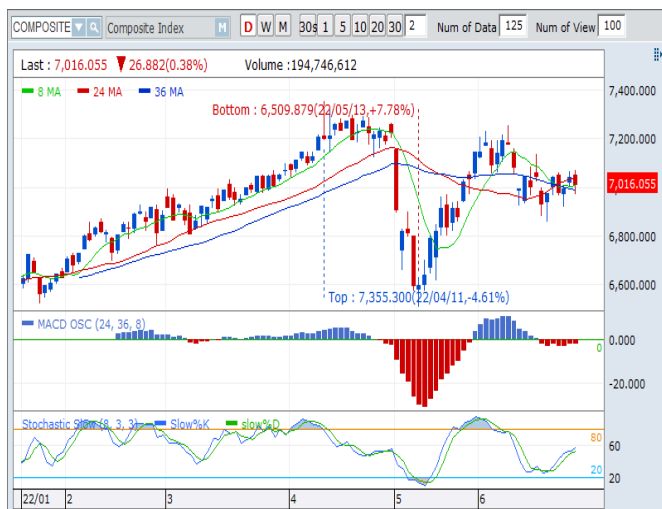 COMPOSITE Composite Index M D W M 30s 1 5 10 20 30 2 Num of Data 125 Num of View 100
Last : 7,016.055 ▼ 26.882(0.38%) Volume :194,746,612
8 MA 24 MA 36 MA
7,400.000
Bottom : 6,509.879(22/05/13,+7.78%)
7,200.000
7,016.055
6,800.000
6,600.000
Top : 7,355.300(22/04/11,-4.61%)
MACD OSC (24, 36, 8)
0.000
0
-20.000
Stochastic Slow (8, 3, 3) Slow%K slow%D
80
60
20
20
22/01 2 3 4 5 6